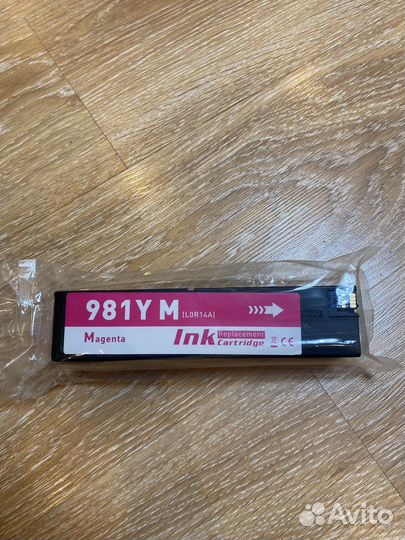 981Y M (L0R14A)
Magenta
Ink Replacement Cartridge CE
Avito